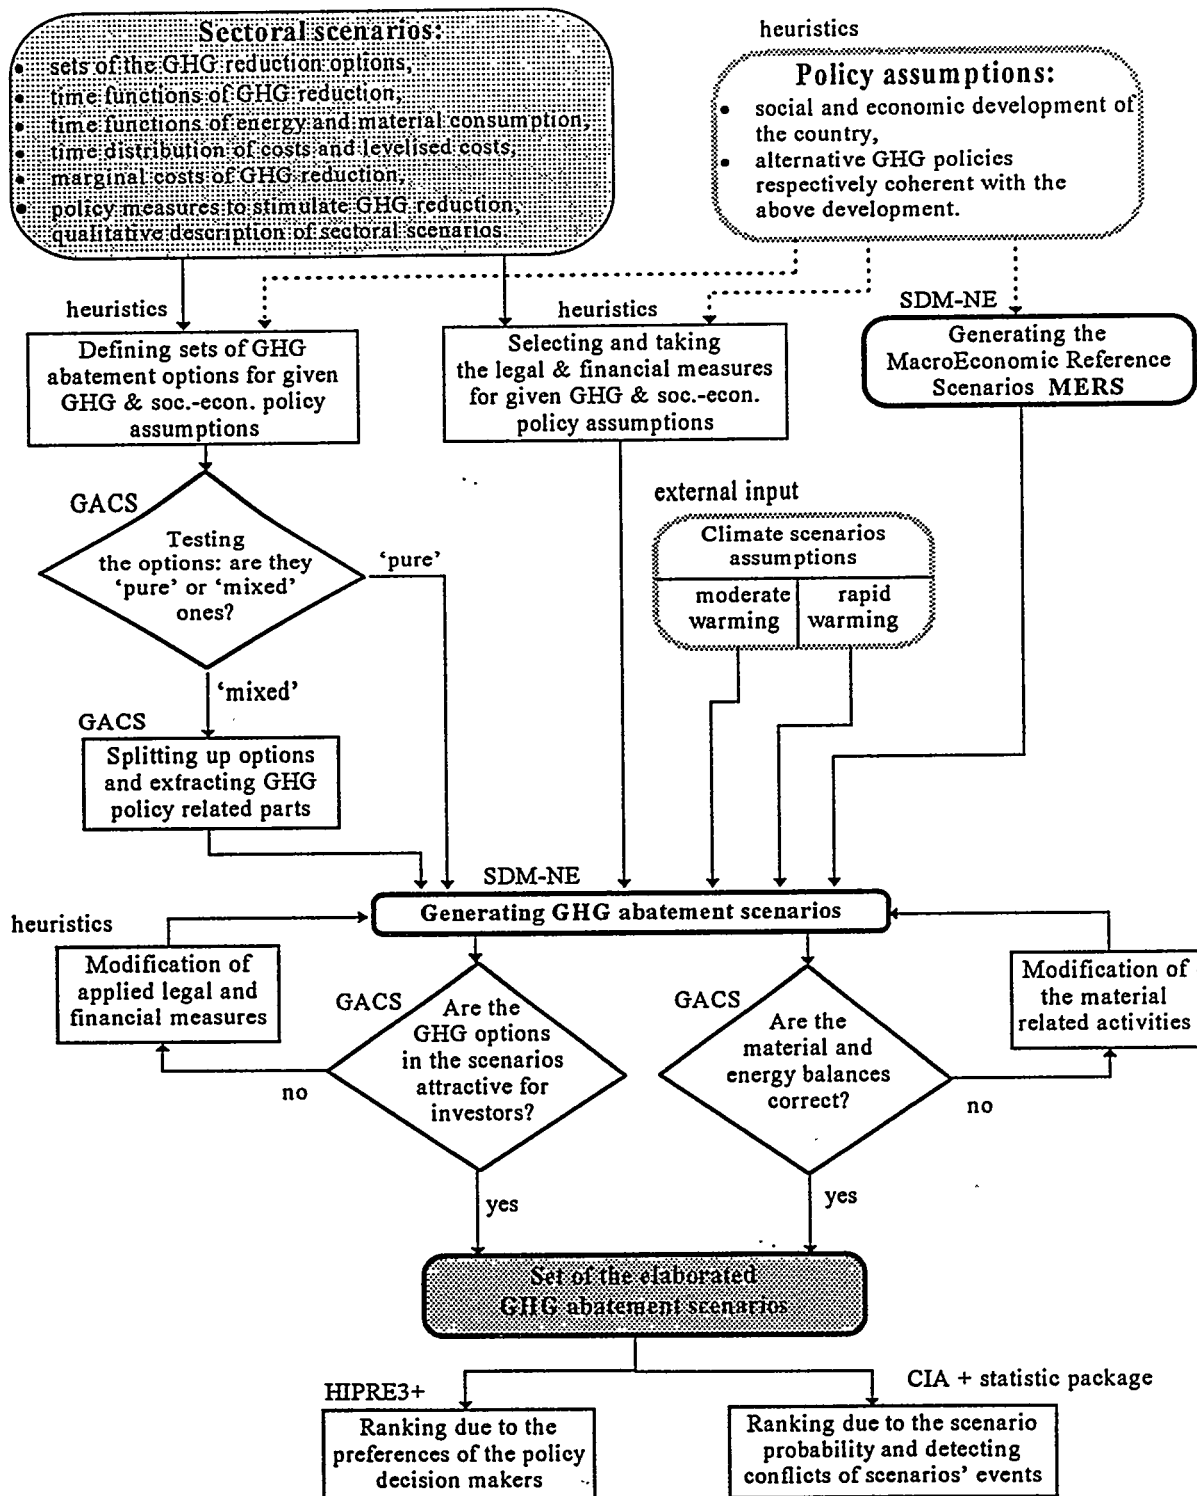 Sectoral scenarios:
• sets of the GHG reduction options,
• time functions of GHG reduction,
• time functions of energy and material consumption,
• time distribution of costs and levelised costs,
• marginal costs of GHG reduction,
• policy measures to stimulate GHG reduction,
qualitative description of sectoral scenarios.
heuristics
Policy assumptions:
• social and economic development of
the country,
• alternative GHG policies
respectively coherent with the
above development.
heuristics
Defining sets of GHG
abatement options for given
GHG & soc.-econ. policy
assumptions
heuristics
Selecting and taking
the legal & financial measures
for given GHG & soc.-econ.
policy assumptions
SDM-NE
Generating the
MacroEconomic Reference
Scenarios MERS
GACS
Testing
the options: are they
‘pure’ or ‘mixed’
ones?
‘pure’
‘mixed’
external input
Climate scenarios
assumptions
moderate
warming
rapid
warming
GACS
Splitting up options
and extracting GHG
policy related parts
SDM-NE
Generating GHG abatement scenarios
heuristics
Modification of
applied legal and
financial measures
GACS
Are the
GHG options
in the scenarios
attractive for
investors?
no
yes
GACS
Are the
material and
energy balances
correct?
no
yes
Modification of
the material
related activities
Set of the elaborated
GHG abatement scenarios
HIPRE3+
Ranking due to the
preferences of the policy
decision makers
CIA + statistic package
Ranking due to the scenario
probability and detecting
conflicts of scenarios’ events